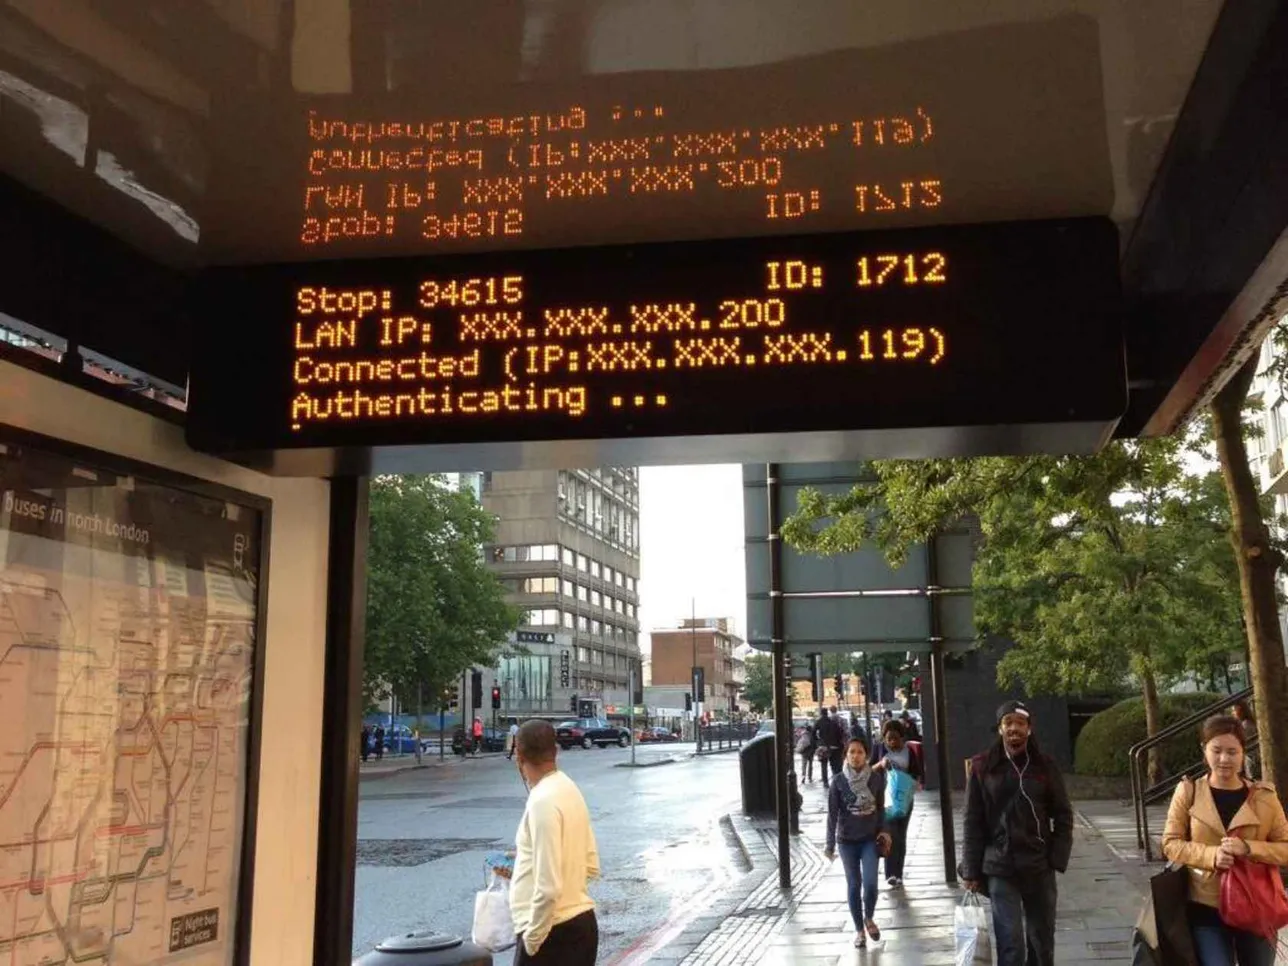 Stop: 34615 ID: 1712
LAN IP: XXX.XXX.XXX.200
Connected (IP:XXX.XXX.XXX.119)
Authenticating ...
buses in north London
Night bus
services